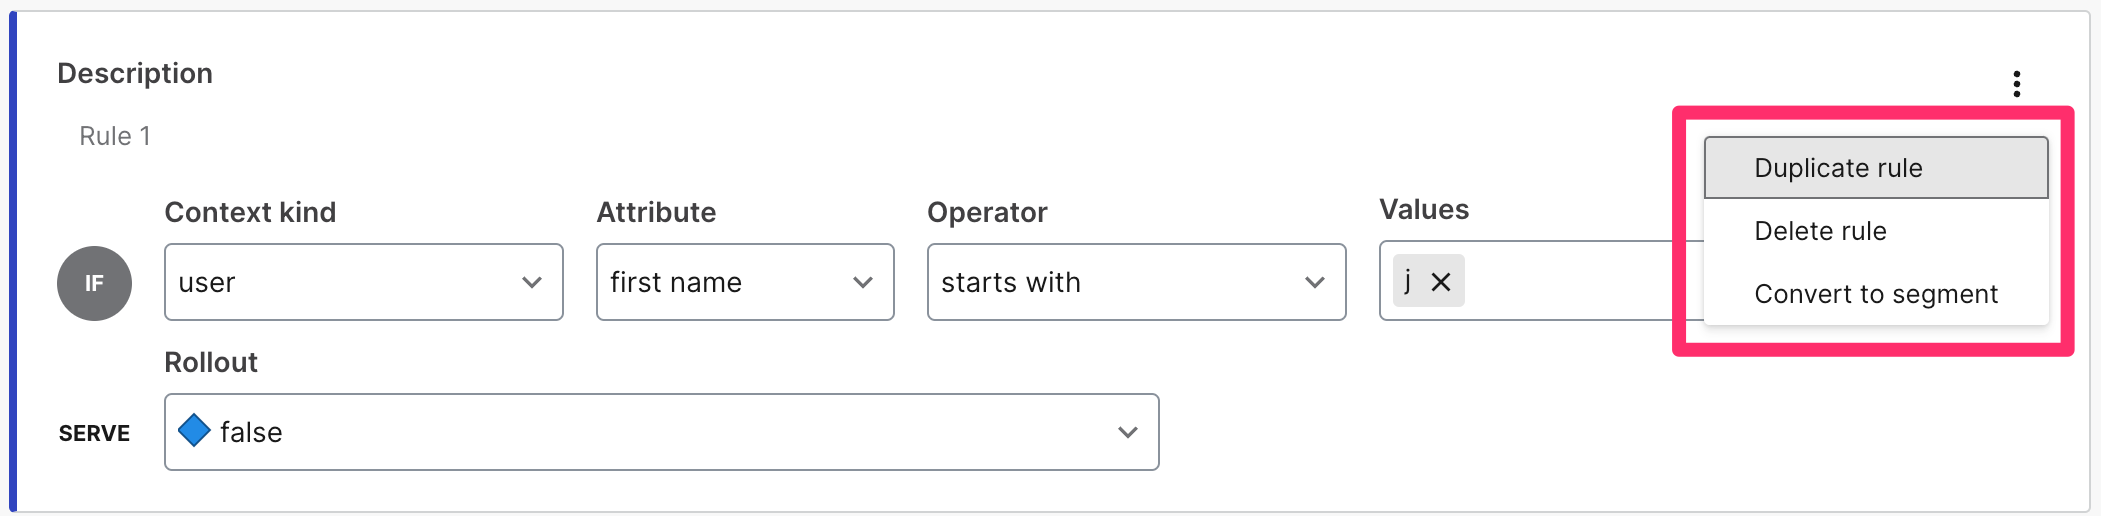 Description
Rule 1
Duplicate rule
Delete rule
Convert to segment
Context kind
Attribute
Operator
Values
IF
user
first name
starts with
j
Rollout
SERVE
false